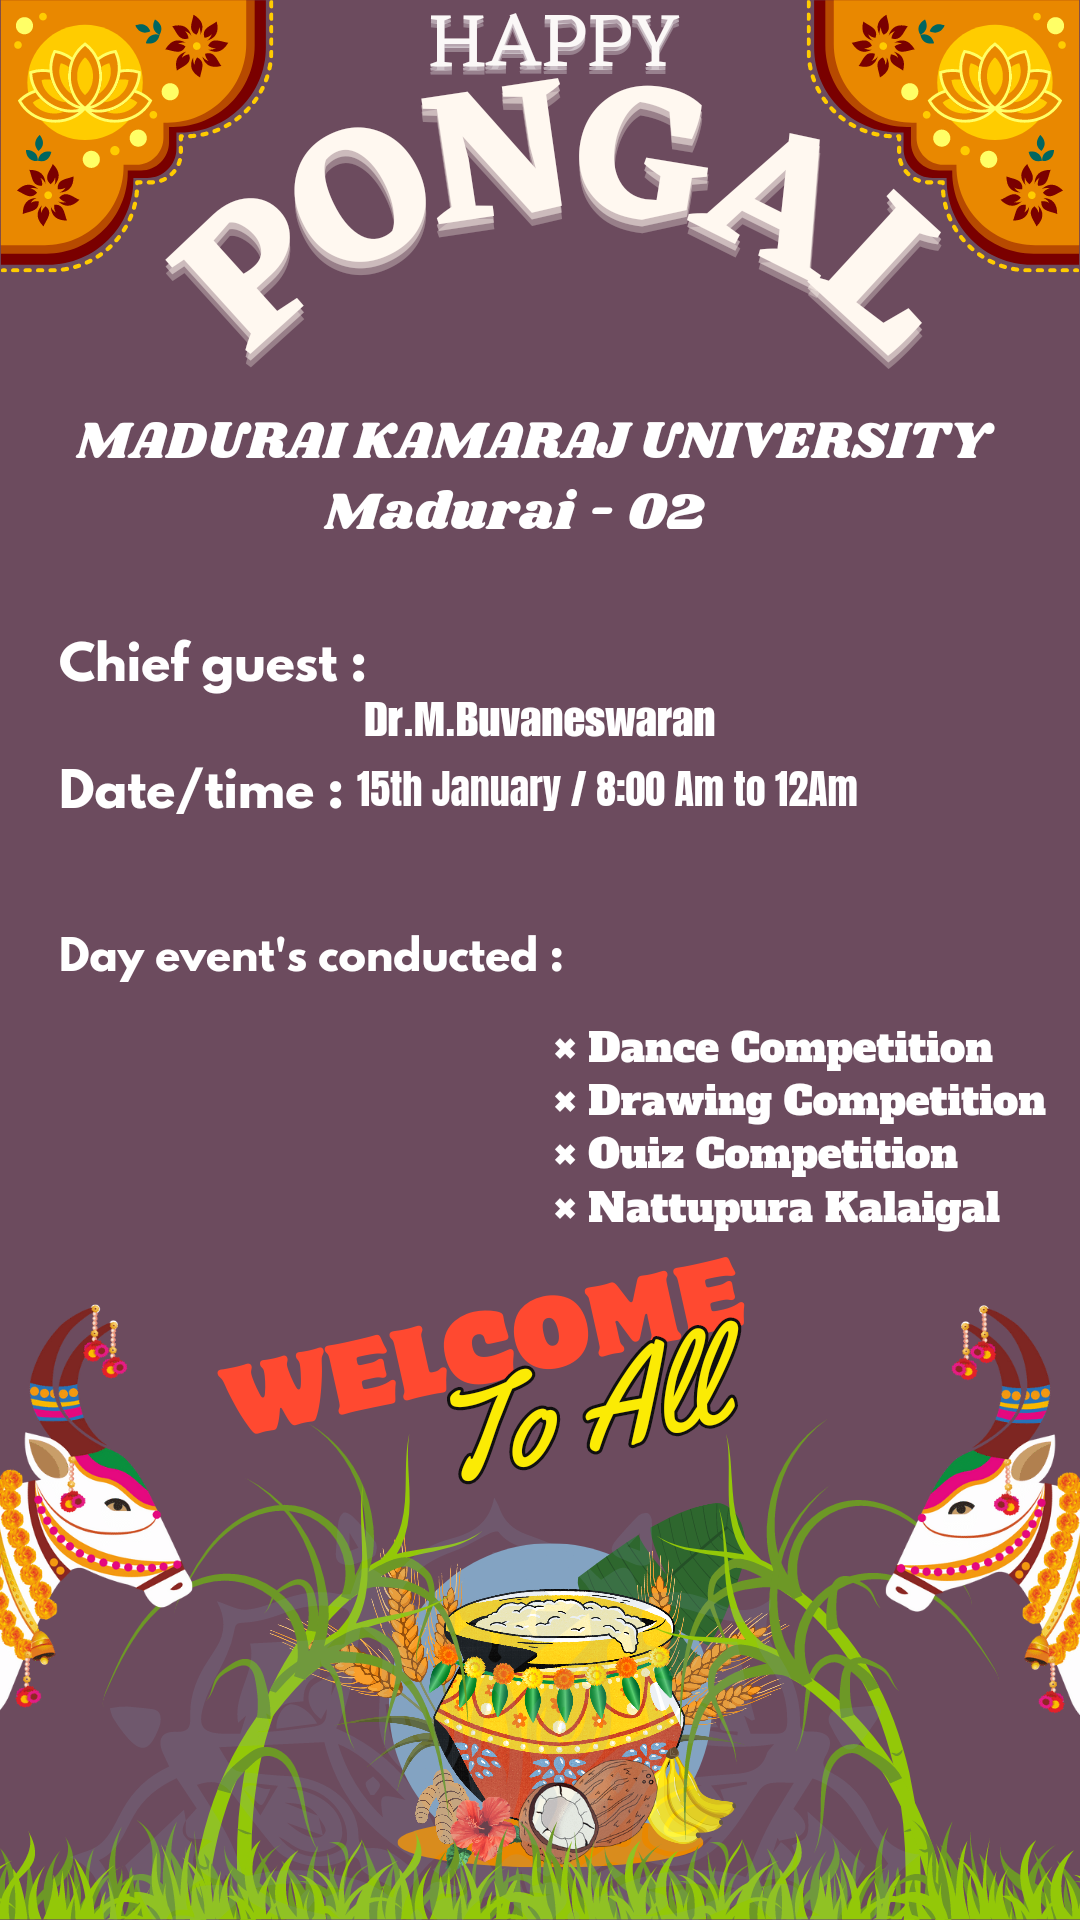 HAPPY
PONGAL
MADURAI KAMARAJ UNIVERSITY
Madurai - 02
Chief guest :
Dr.M.Buvaneswaran
Date/time : 15th January / 8:00 Am to 12Am
Day event's conducted :
× Dance Competition
× Drawing Competition
× Quiz Competition
× Nattupura Kalaigal
WELCOME
To All